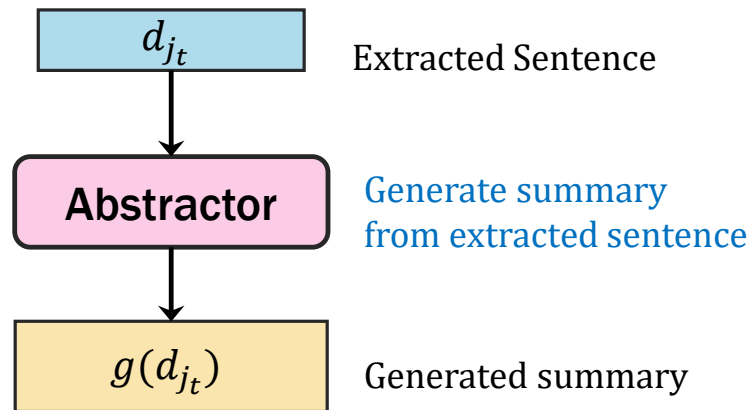 d_{j_t}
Extracted Sentence
Abstractor
Generate summary
from extracted sentence
g(d_{j_t})
Generated summary